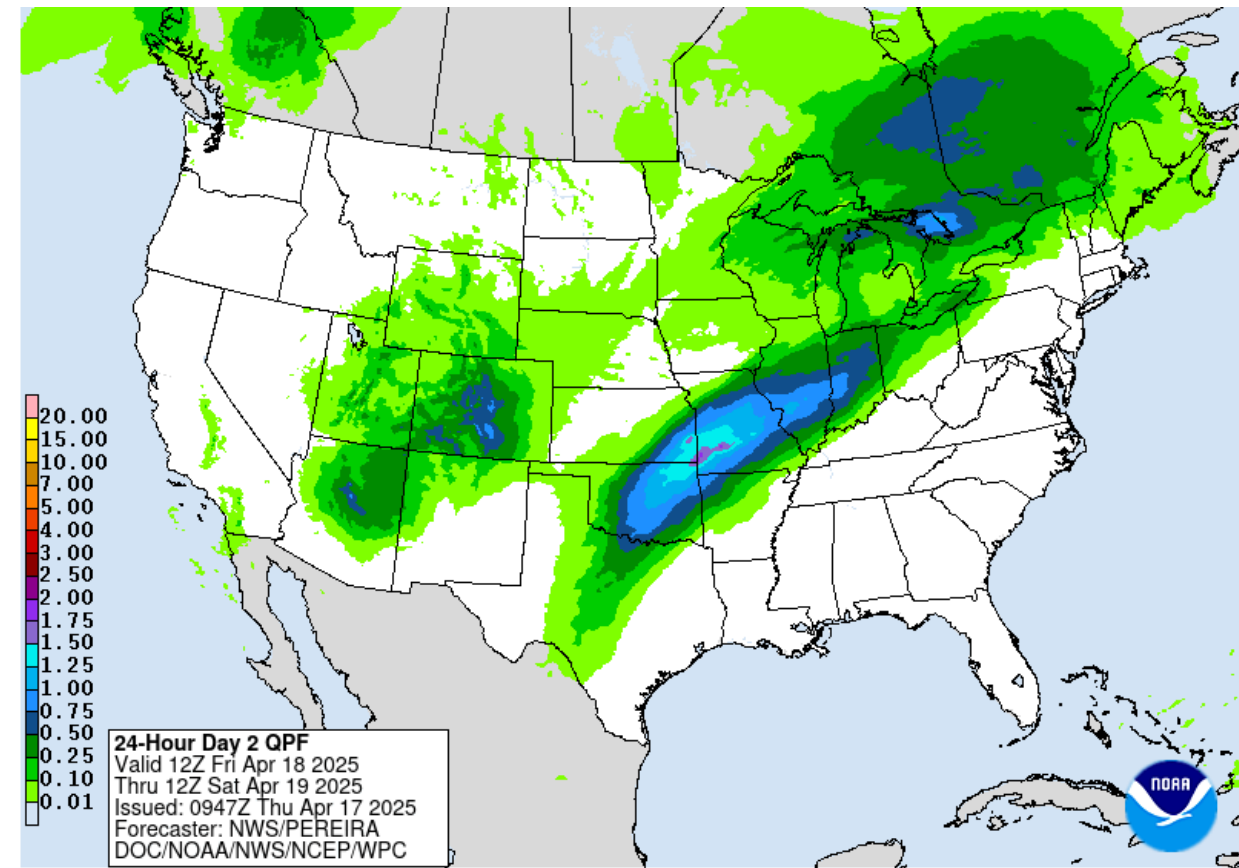 20.00
15.00
10.00
7.00
5.00
4.00
3.00
2.50
2.00
1.75
1.50
1.25
1.00
0.75
0.50
0.25
0.10
0.01
24-Hour Day 2 QPF
Valid 12Z Fri Apr 18 2025
Thru 12Z Sat Apr 19 2025
Issued: 0947Z Thu Apr 17 2025
Forecaster: NWS/PEREIRA
DOC/NOAA/NWS/NCEP/WPC
NOAA